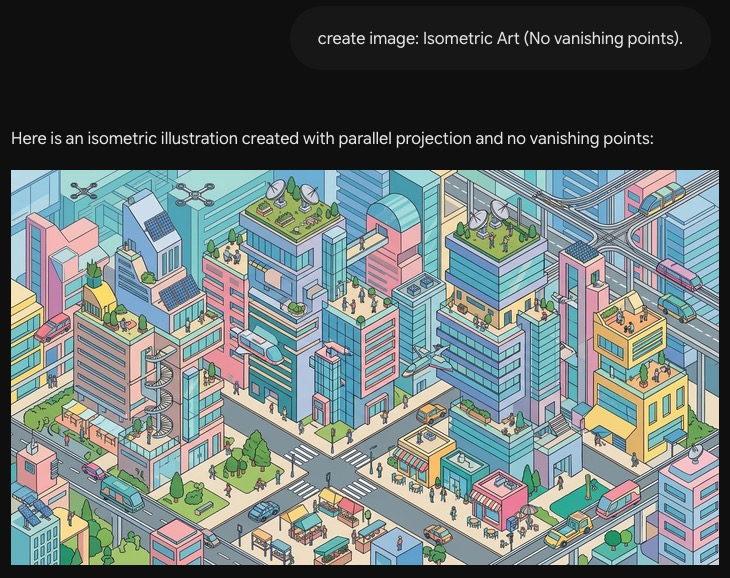 create image: Isometric Art (No vanishing points).
Here is an isometric illustration created with parallel projection and no vanishing points: